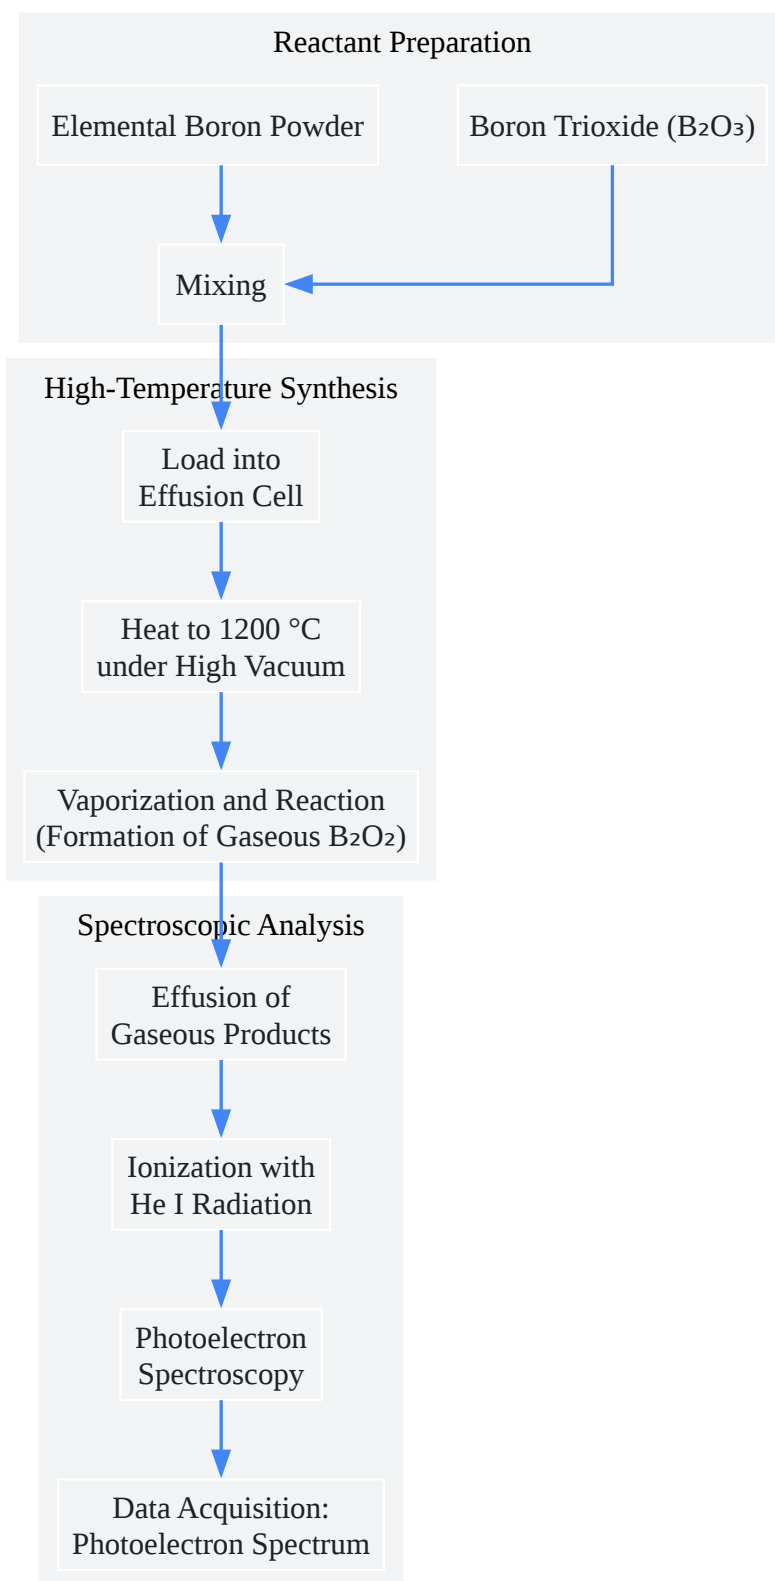 Reactant Preparation
Elemental Boron Powder
Boron Trioxide (B₂O₃)
Mixing
High-Temperature Synthesis
Load into
Effusion Cell
Heat to 1200 °C
under High Vacuum
Vaporization and Reaction
(Formation of Gaseous B₂O₂)
Spectroscopic Analysis
Effusion of
Gaseous Products
Ionization with
He I Radiation
Photoelectron
Spectroscopy
Data Acquisition:
Photoelectron Spectrum